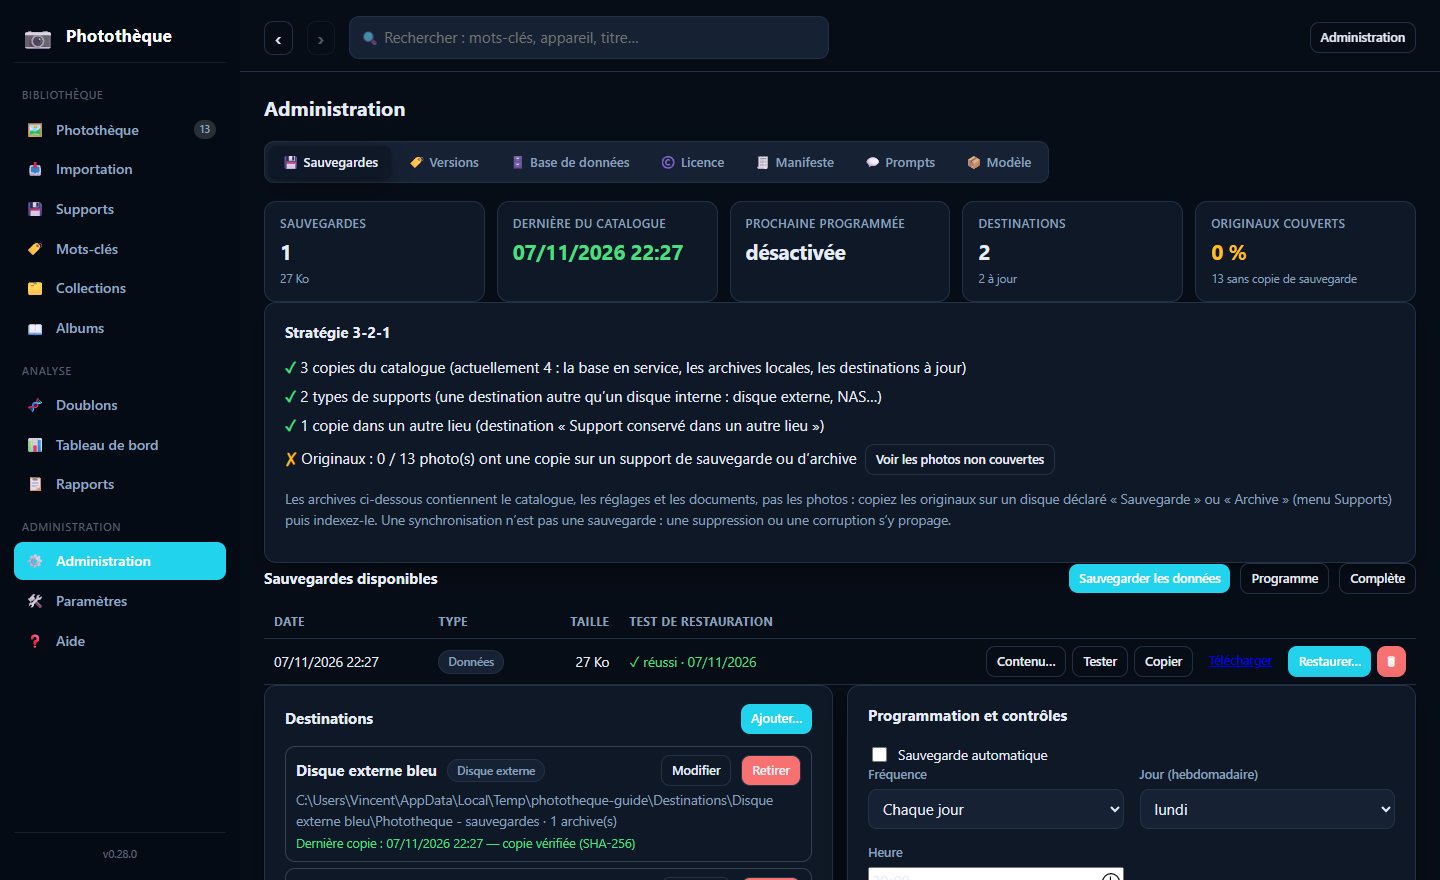 Photothèque
Rechercher : mots-clés, appareil, titre...
Administration
BIBLIOTHÈQUE
Photothèque 13
Importation
Supports
Mots-clés
Collections
Albums
ANALYSE
Doublons
Tableau de bord
Rapports
ADMINISTRATION
Administration
Paramètres
Aide
v0.28.0
Administration
Sauvegardes Versions Base de données Licence Manifeste Prompts Modèle
SAUVEGARDES
1
27 Ko
DERNIÈRE DU CATALOGUE
07/11/2026 22:27
PROCHAINE PROGRAMMÉE
désactivée
DESTINATIONS
2
2 à jour
ORIGINAUX COUVERTS
0 %
13 sans copie de sauvegarde
Stratégie 3-2-1
✓ 3 copies du catalogue (actuellement 4 : la base en service, les archives locales, les destinations à jour)
✓ 2 types de supports (une destination autre qu’un disque interne : disque externe, NAS…)
✓ 1 copie dans un autre lieu (destination « Support conservé dans un autre lieu »)
✗ Originaux : 0 / 13 photo(s) ont une copie sur un support de sauvegarde ou d’archive Voir les photos non couvertes
Les archives ci-dessous contiennent le catalogue, les réglages et les documents, pas les photos : copiez les originaux sur un disque déclaré « Sauvegarde » ou « Archive » (menu Supports)
puis indexez-le. Une synchronisation n’est pas une sauvegarde : une suppression ou une corruption s’y propage.
Sauvegardes disponibles Sauvegarder les données Programme Complète
DATE TYPE TAILLE TEST DE RESTAURATION
07/11/2026 22:27 Données 27 Ko ✓ réussi · 07/11/2026 Contenu... Tester Copier Télécharger Restaurer...
Destinations Ajouter...
Disque externe bleu Disque externe Modifier Retirer
C:\Users\Vincent\AppData\Local\Temp\phototheque-guide\Destinations\Disque
externe bleu\Phototheque - sauvegardes · 1 archive(s)
Dernière copie : 07/11/2026 22:27 — copie vérifiée (SHA-256)
Programmation et contrôles
Sauvegarde automatique
Fréquence
Chaque jour
Jour (hebdomadaire)
lundi
Heure